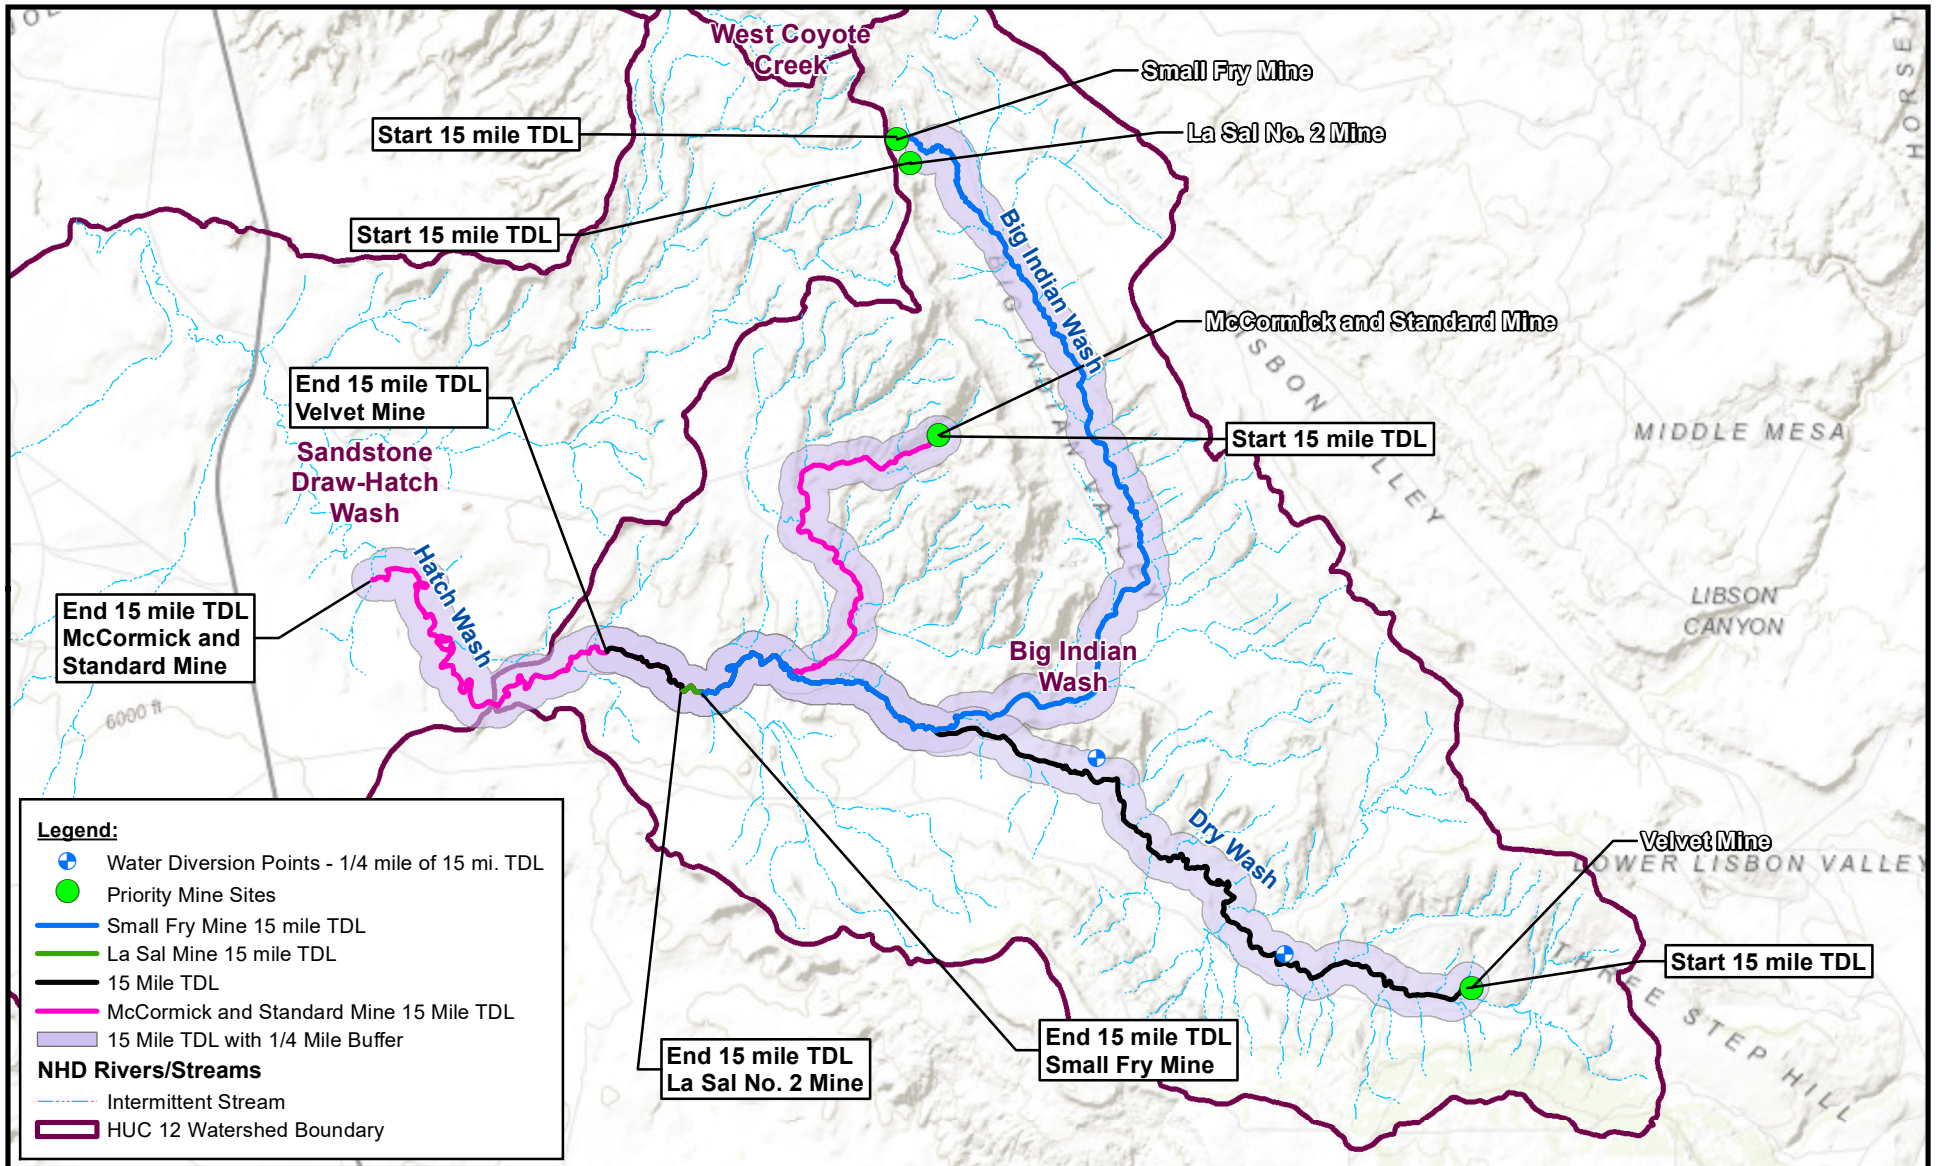 West Coyote
Creek
Small Fry Mine
Start 15 mile TDL
La Sal No. 2 Mine
Start 15 mile TDL
Big Indian Wash
BIG INDIAN VALLEY
McCormick and Standard Mine
LISBON VALLEY
End 15 mile TDL
Velvet Mine
Start 15 mile TDL
MIDDLE MESA
Sandstone
Draw-Hatch
Wash
Hatch Wash
End 15 mile TDL
McCormick and
Standard Mine
LIBSON
CANYON
Big Indian
Wash
6000 ft
Dry Wash
Velvet Mine
LOWER LISBON VALLEY
Start 15 mile TDL
THREE STEP HILL
End 15 mile TDL
Small Fry Mine
End 15 mile TDL
La Sal No. 2 Mine
Legend:
Water Diversion Points - 1/4 mile of 15 mi. TDL
Priority Mine Sites
Small Fry Mine 15 mile TDL
La Sal Mine 15 mile TDL
15 Mile TDL
McCormick and Standard Mine 15 Mile TDL
15 Mile TDL with 1/4 Mile Buffer
NHD Rivers/Streams
Intermittent Stream
HUC 12 Watershed Boundary